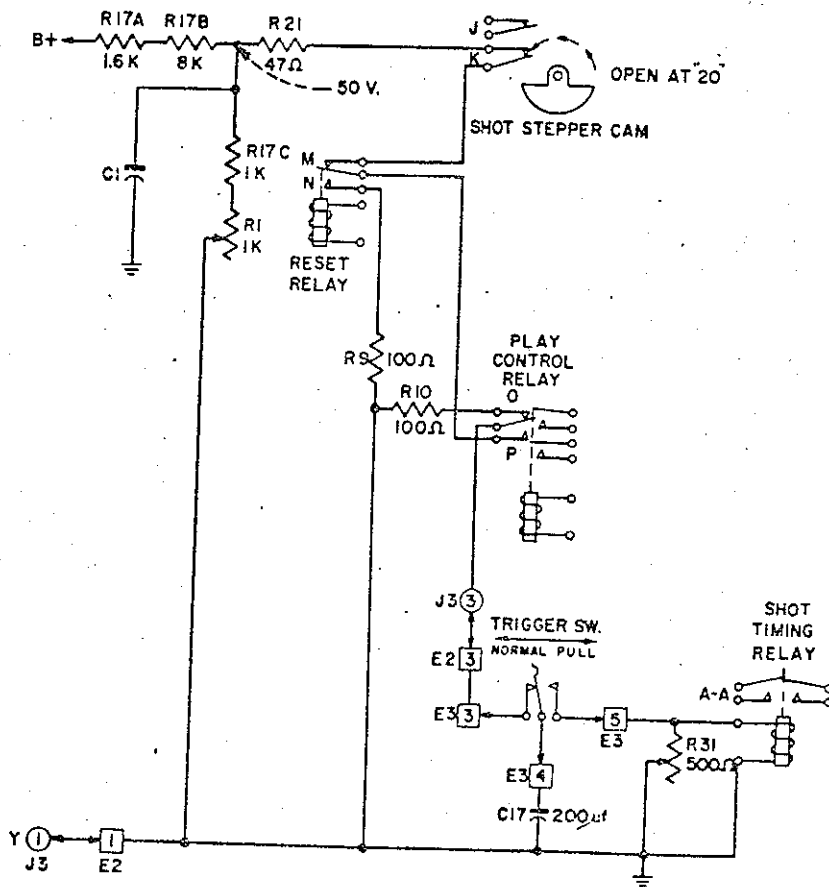 R17A R17B R21
B+
1.6K 8K 47Ω
50 V.
J
K
OPEN AT "20"
SHOT STEPPER CAM
C1
R17C
1K
R1
1K
M
N
RESET
RELAY
R9 100Ω
R10
100Ω
PLAY
CONTROL
RELAY
O
P
J3 3
TRIGGER SW.
NORMAL PULL
E2 3
E3 3
5
E3
E3 4
C17 200µf
SHOT
TIMING
RELAY
A-A
R31
500Ω
Y 1 1
J3 E2